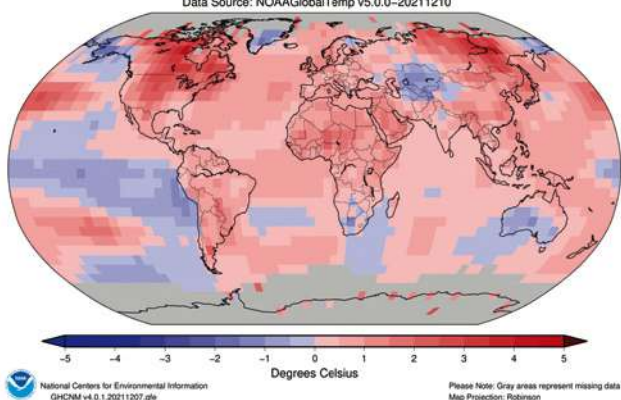 Data Source: NOAAGlobalTemp v5.0.0−20211210
−5 −4 −3 −2 −1 0 1 2 3 4 5
Degrees Celsius
National Centers for Environmental Information
GHCNM v4.0.1.20211207.qfe
Please Note: Gray areas represent missing data
Map Projection: Robinson